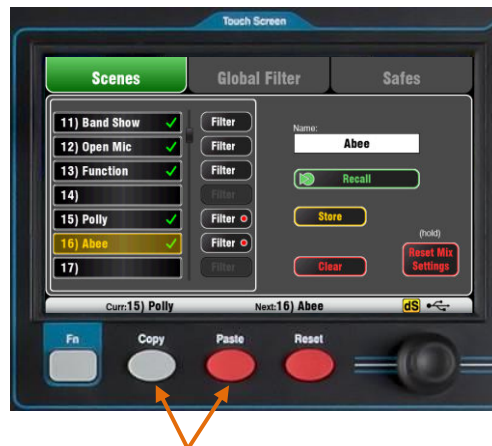 Touch Screen
Scenes
Global Filter
Safes
11) Band Show
Filter
12) Open Mic
Filter
13) Function
Filter
14)
Filter
15) Polly
Filter
16) Abee
Filter
17)
Filter
Name:
Abee
Recall
Store
(hold)
Clear
Reset Mix
Settings
Curr:15) Polly
Next:16) Abee
dS
Fn
Copy
Paste
Reset